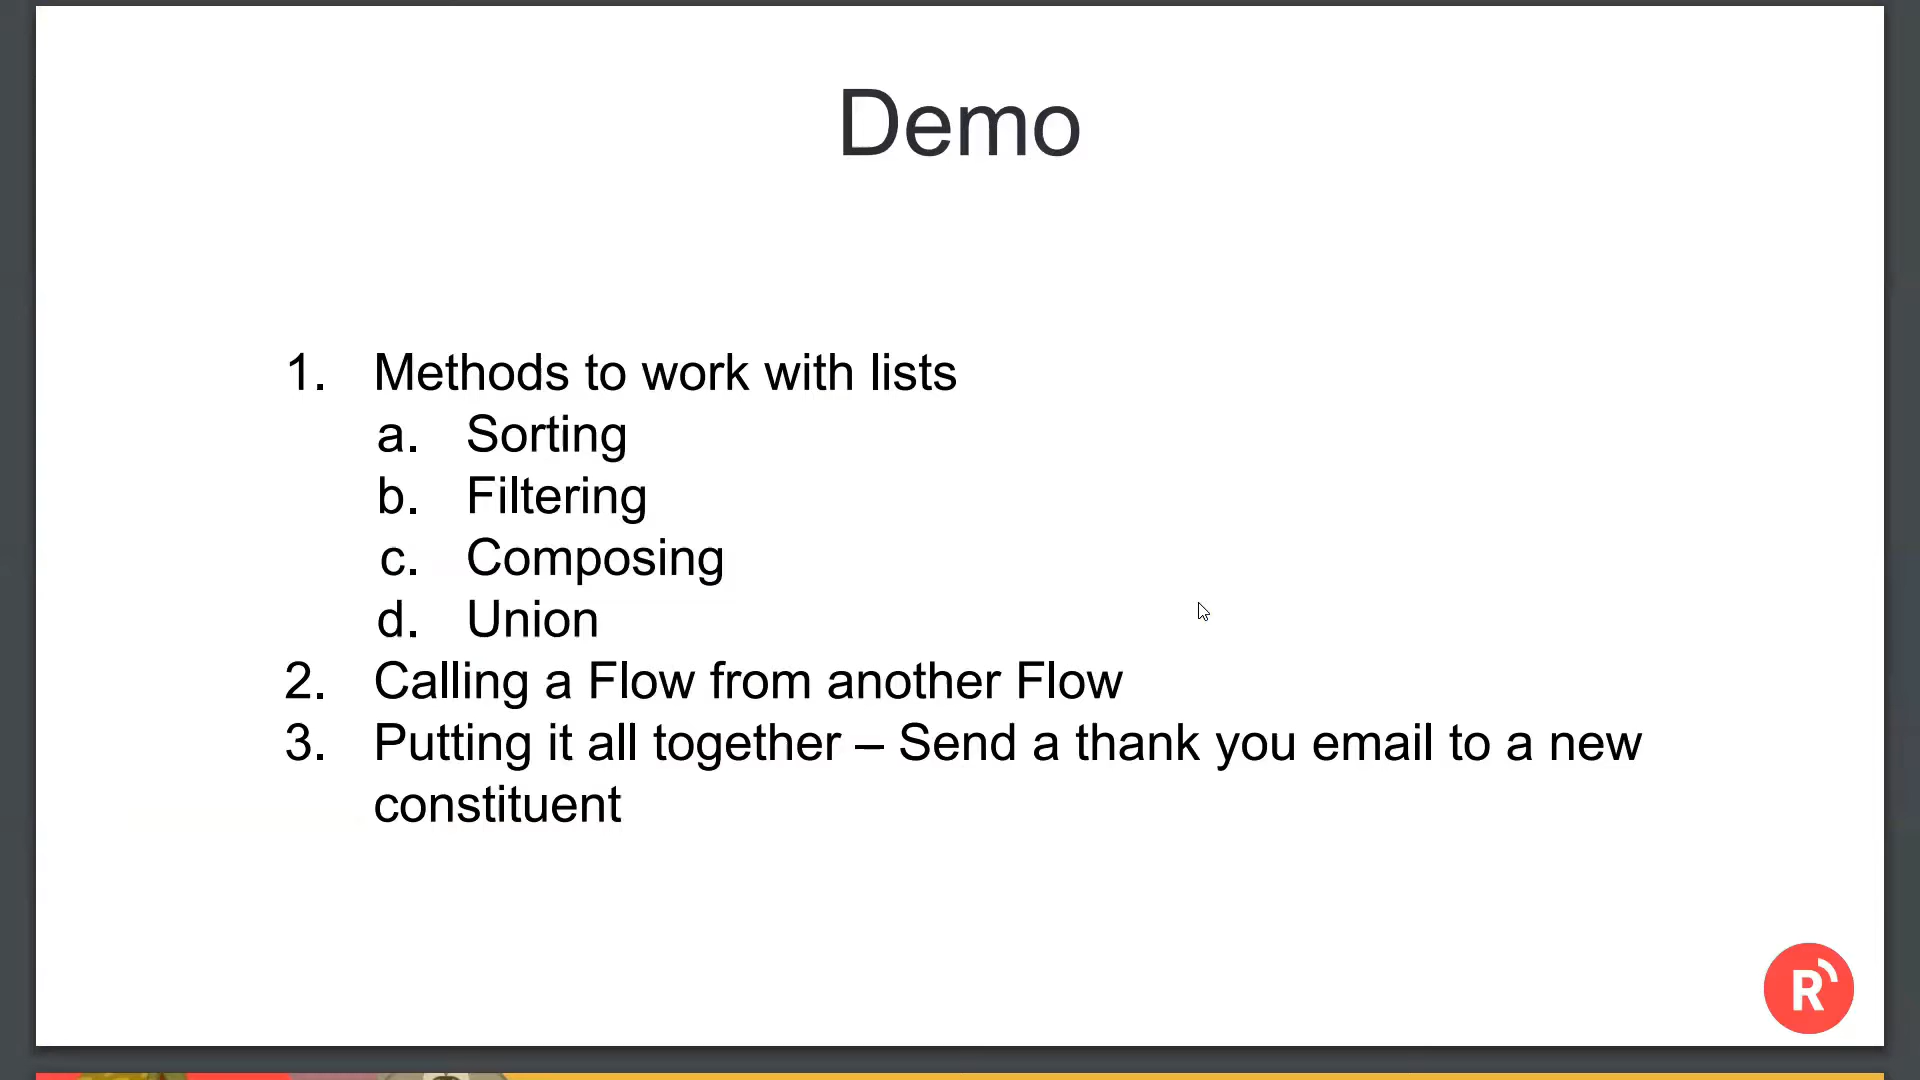 Demo
1. Methods to work with lists
a. Sorting
b. Filtering
c. Composing
d. Union
2. Calling a Flow from another Flow
3. Putting it all together – Send a thank you email to a new
constituent
R